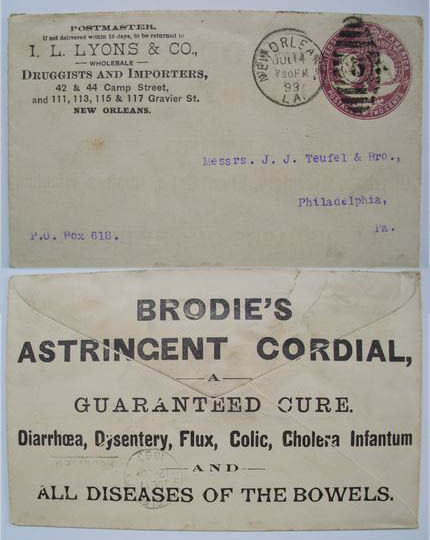 POSTMASTER,
If not delivered within 10 days, to be returned to
I. L. LYONS & CO.,
WHOLESALE
DRUGGISTS AND IMPORTERS,
42 & 44 Camp Street,
and 111, 113, 115 & 117 Gravier St.
NEW ORLEANS.
NEW ORLEANS
JUL 14
730PM
93
LA.
TWO CENTS
Messrs. J. J. Teufel & Bro.,
Philadelphia,
P.O. Box 618.
Pa.
BRODIE'S
ASTRINGENT CORDIAL,
A
GUARANTEED CURE.
Diarrhœa, Dysentery, Flux, Colic, Cholera Infantum
AND
ALL DISEASES OF THE BOWELS.